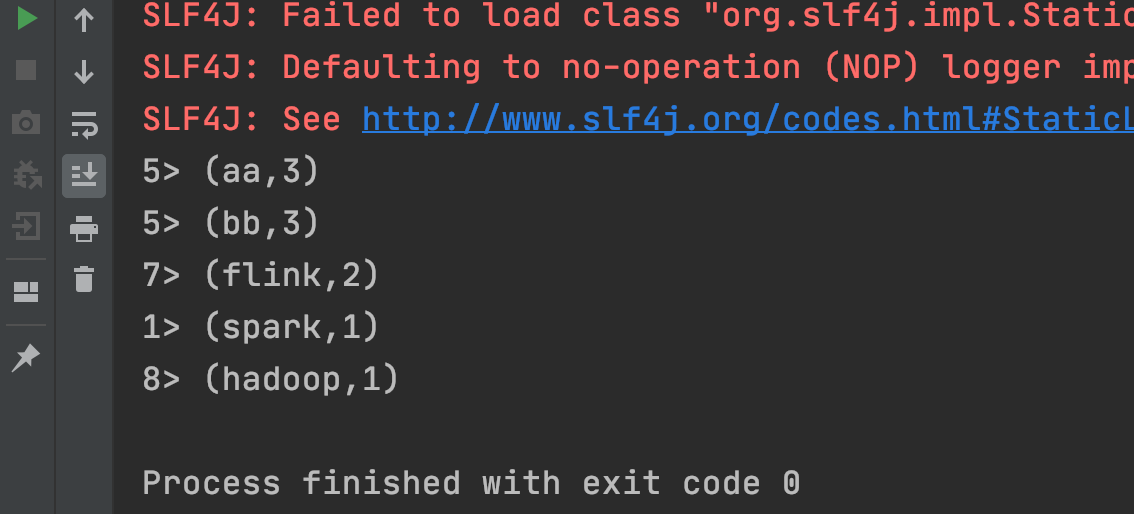 SLF4J: Failed to load class "org.slf4j.impl.Static
SLF4J: Defaulting to no-operation (NOP) logger imp
SLF4J: See http://www.slf4j.org/codes.html#StaticL
5> (aa,3)
5> (bb,3)
7> (flink,2)
1> (spark,1)
8> (hadoop,1)
Process finished with exit code 0